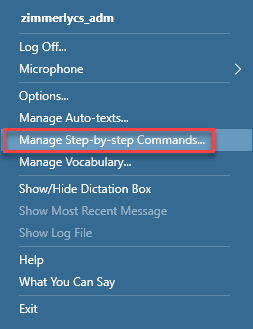 zimmerlycs_adm
Log Off...
Microphone
Options...
Manage Auto-texts...
Manage Step-by-step Commands...
Manage Vocabulary...
Show/Hide Dictation Box
Show Most Recent Message
Show Log File
Help
What You Can Say
Exit